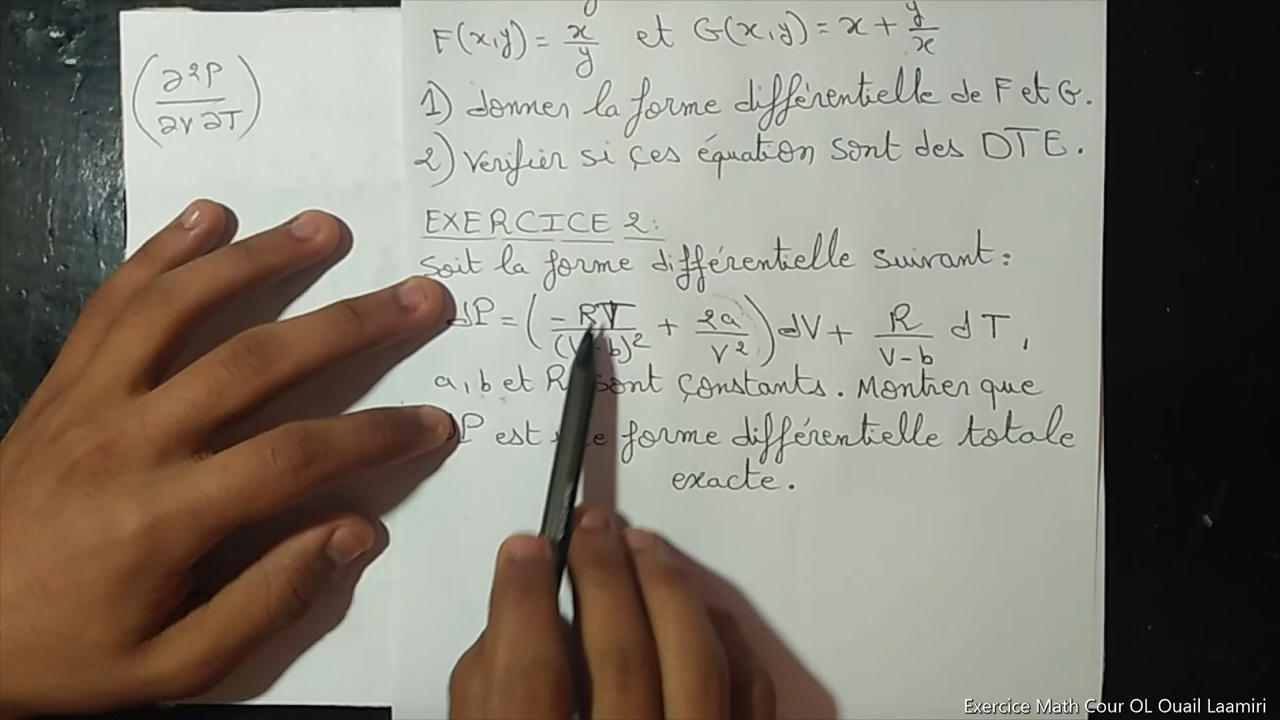 (∂²P / ∂V ∂T)
F(x,y) = x/y et G(x,y) = x + y/x
1) donner la forme différentielle de F et G.
2) Verifier si ces équation sont des DTE.
EXERCICE 2:
Soit la forme différentielle suivant:
dP = (-RT/(V-b)² + 2a/V²) dV + R/(V-b) dT,
a, b et R sont constants. Montrer que
dP est une forme différentielle totale
exacte.
Exercice Math Cour OL Ouail Laamiri